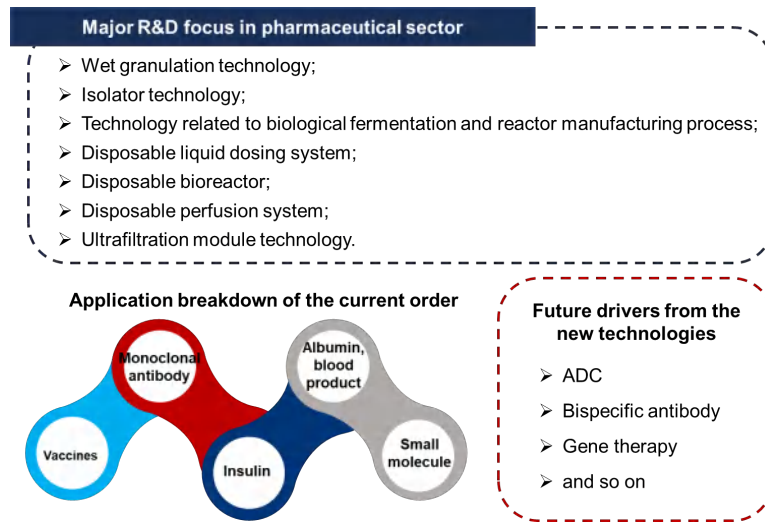 Major R&D focus in pharmaceutical sector
➢ Wet granulation technology;
➢ Isolator technology;
➢ Technology related to biological fermentation and reactor manufacturing process;
➢ Disposable liquid dosing system;
➢ Disposable bioreactor;
➢ Disposable perfusion system;
➢ Ultrafiltration module technology.
Application breakdown of the current order
Monoclonal
antibody
Albumin,
blood
product
Vaccines
Insulin
Small
molecule
Future drivers from the
new technologies
➢ ADC
➢ Bispecific antibody
➢ Gene therapy
➢ and so on